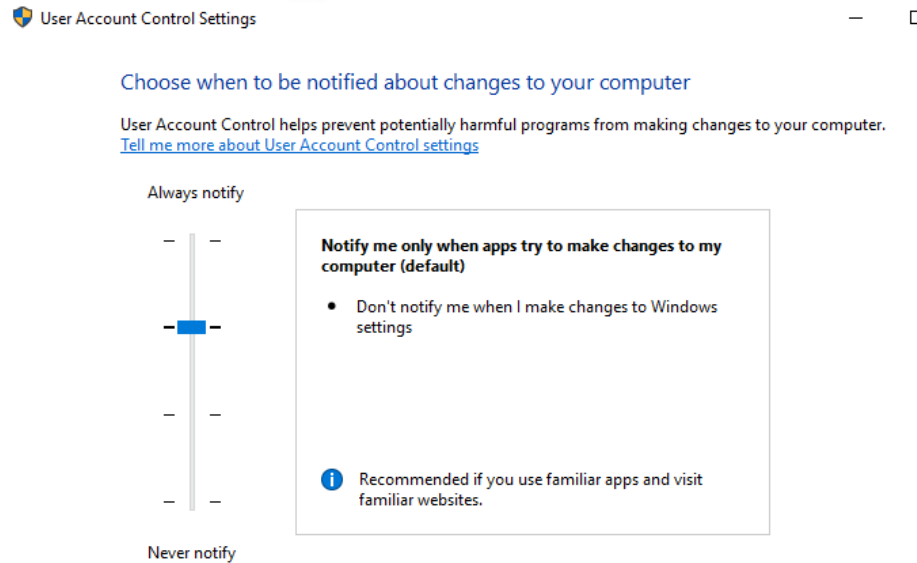 User Account Control Settings
Choose when to be notified about changes to your computer
User Account Control helps prevent potentially harmful programs from making changes to your computer.
Tell me more about User Account Control settings
Always notify
Notify me only when apps try to make changes to my
computer (default)
Don't notify me when I make changes to Windows
settings
Recommended if you use familiar apps and visit
familiar websites.
Never notify